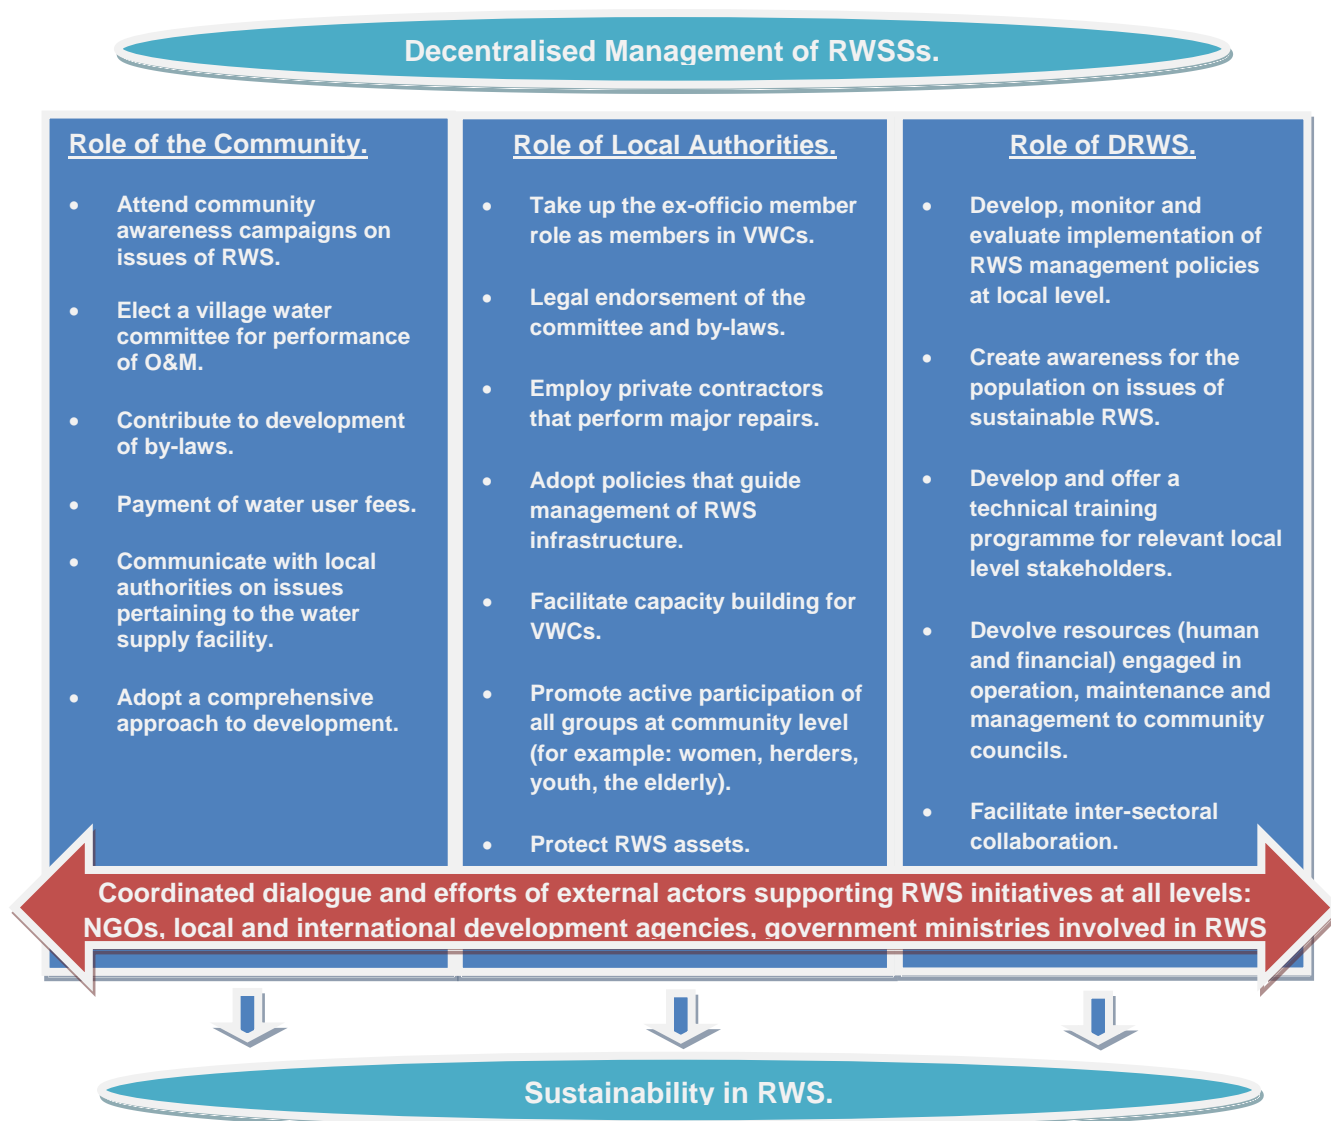 Decentralised Management of RWSSs.
Role of the Community.
• Attend community
awareness campaigns on
issues of RWS.
• Elect a village water
committee for performance
of O&M.
• Contribute to development
of by-laws.
• Payment of water user fees.
• Communicate with local
authorities on issues
pertaining to the water
supply facility.
• Adopt a comprehensive
approach to development.
Role of Local Authorities.
• Take up the ex-officio member
role as members in VWCs.
• Legal endorsement of the
committee and by-laws.
• Employ private contractors
that perform major repairs.
• Adopt policies that guide
management of RWS
infrastructure.
• Facilitate capacity building for
VWCs.
• Promote active participation of
all groups at community level
(for example: women, herders,
youth, the elderly).
• Protect RWS assets.
Role of DRWS.
• Develop, monitor and
evaluate implementation of
RWS management policies
at local level.
• Create awareness for the
population on issues of
sustainable RWS.
• Develop and offer a
technical training
programme for relevant local
level stakeholders.
• Devolve resources (human
and financial) engaged in
operation, maintenance and
management to community
councils.
• Facilitate inter-sectoral
collaboration.
Coordinated dialogue and efforts of external actors supporting RWS initiatives at all levels:
NGOs, local and international development agencies, government ministries involved in RWS
Sustainability in RWS.